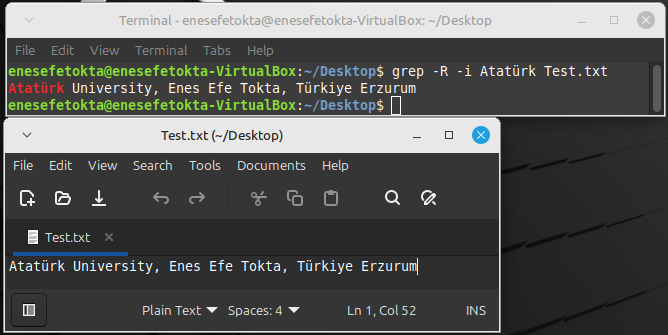 Terminal - enesefetokta@enesefetokta-VirtualBox: ~/Desktop
File Edit View Terminal Tabs Help
enesefetokta@enesefetokta-VirtualBox:~/Desktop$ grep -R -i Atatürk Test.txt
Atatürk University, Enes Efe Tokta, Türkiye Erzurum
enesefetokta@enesefetokta-VirtualBox:~/Desktop$
Test.txt (~/Desktop)
File Edit View Search Tools Documents Help
Test.txt
Atatürk University, Enes Efe Tokta, Türkiye Erzurum
Plain Text Spaces: 4 Ln 1, Col 52 INS